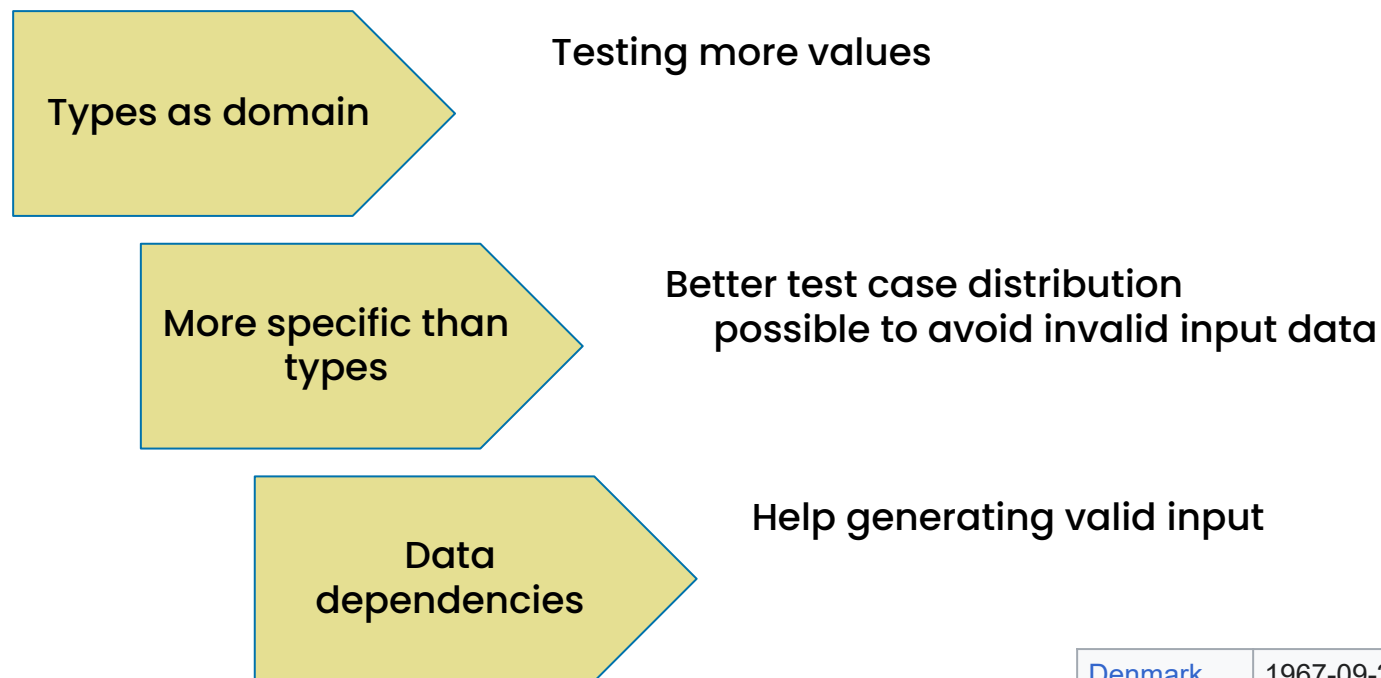 Types as domain
Testing more values
More specific than
types
Better test case distribution
possible to avoid invalid input data
Data
dependencies
Help generating valid input
Denmark